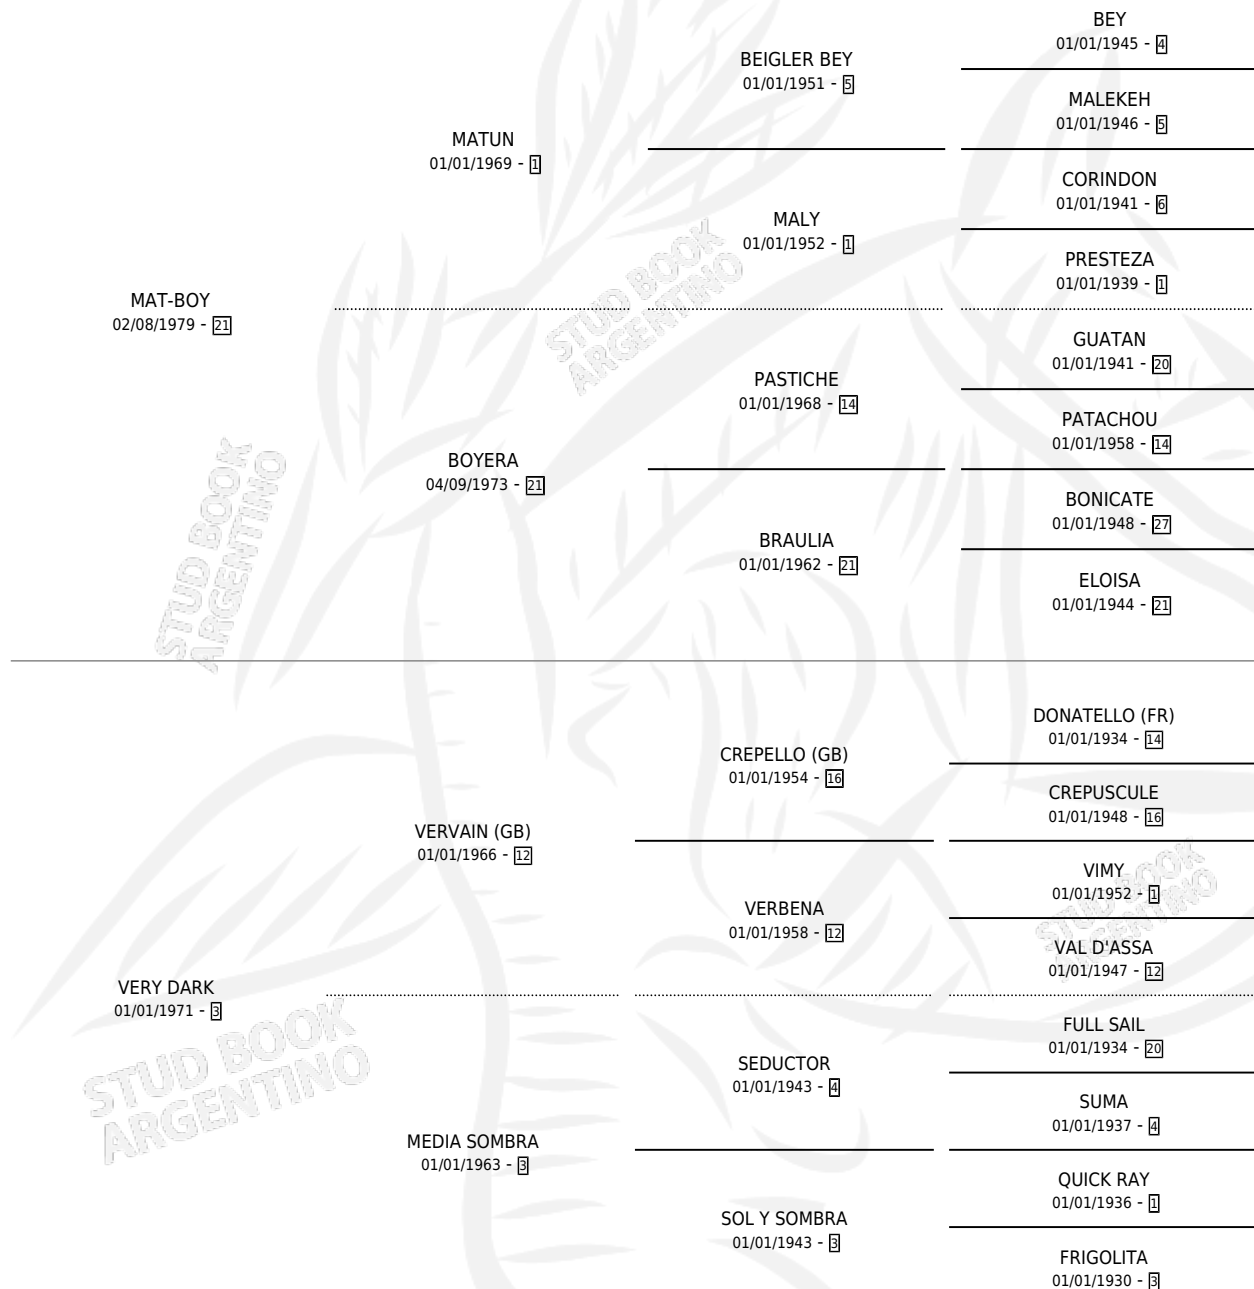 BEY
01/01/1945 - 4
BEIGLER BEY
01/01/1951 - 5
MALEKEH
01/01/1946 - 5
MATUN
01/01/1969 - 1
CORINDON
01/01/1941 - 6
MALY
01/01/1952 - 1
PRESTEZA
01/01/1939 - 1
MAT-BOY
02/08/1979 - 21
GUATAN
01/01/1941 - 20
PASTICHE
01/01/1968 - 14
PATACHOU
01/01/1958 - 14
BOYERA
04/09/1973 - 21
BONICATE
01/01/1948 - 27
BRAULIA
01/01/1962 - 21
ELOISA
01/01/1944 - 21
DONATELLO (FR)
01/01/1934 - 14
CREPELLO (GB)
01/01/1954 - 16
CREPUSCULE
01/01/1948 - 16
VERVAIN (GB)
01/01/1966 - 12
VIMY
01/01/1952 - 1
VERBENA
01/01/1958 - 12
VAL D'ASSA
01/01/1947 - 12
VERY DARK
01/01/1971 - 3
FULL SAIL
01/01/1934 - 20
SEDUCTOR
01/01/1943 - 4
SUMA
01/01/1937 - 4
MEDIA SOMBRA
01/01/1963 - 3
QUICK RAY
01/01/1936 - 1
SOL Y SOMBRA
01/01/1943 - 3
FRIGOLITA
01/01/1930 - 3
STUD BOOK
ARGENTINO
STUD BOOK
ARGENTINO
STUD BOOK
ARGENTINO
STUD BOOK
ARGENTINO